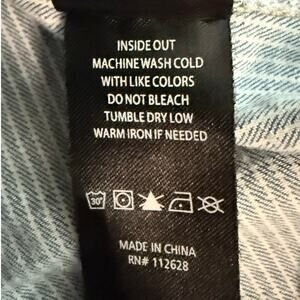 INSIDE OUT
MACHINE WASH COLD
WITH LIKE COLORS
DO NOT BLEACH
TUMBLE DRY LOW
WARM IRON IF NEEDED
30°
MADE IN CHINA
RN# 112628